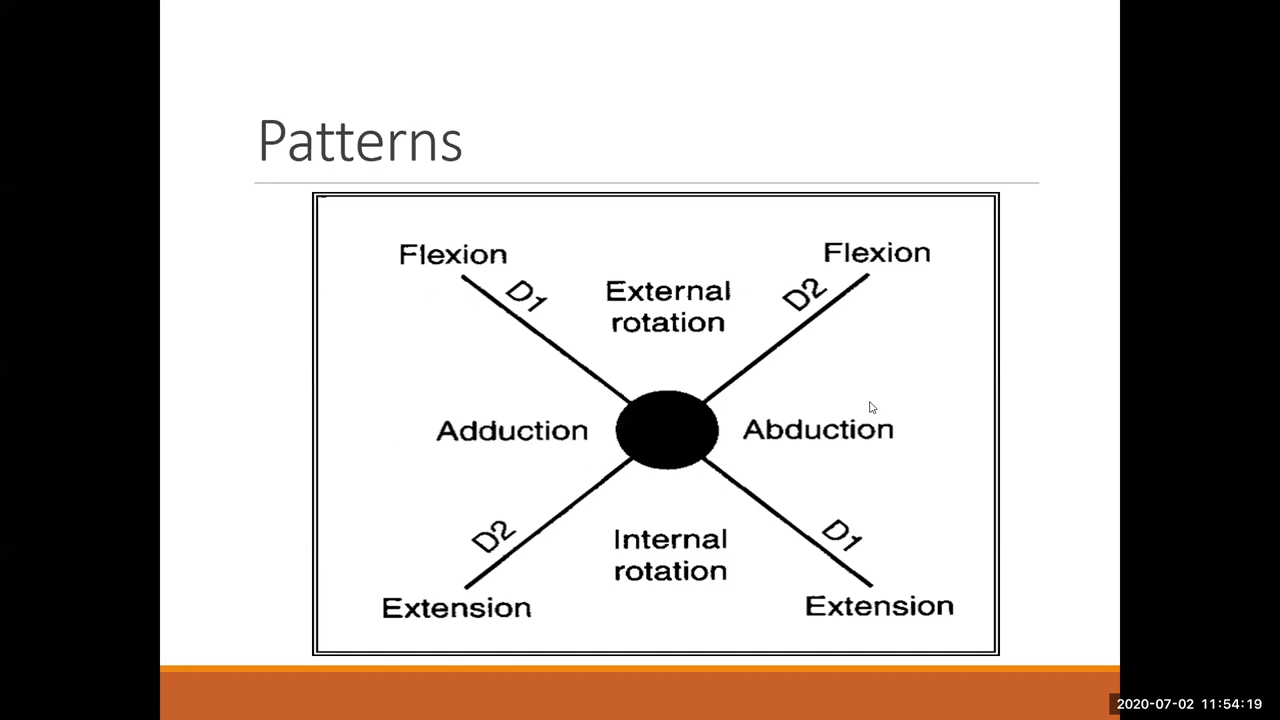 Patterns
Flexion
Flexion
D1
External
rotation
D2
Adduction
Abduction
D2
Internal
rotation
D1
Extension
Extension
2020-07-02 11:54:19